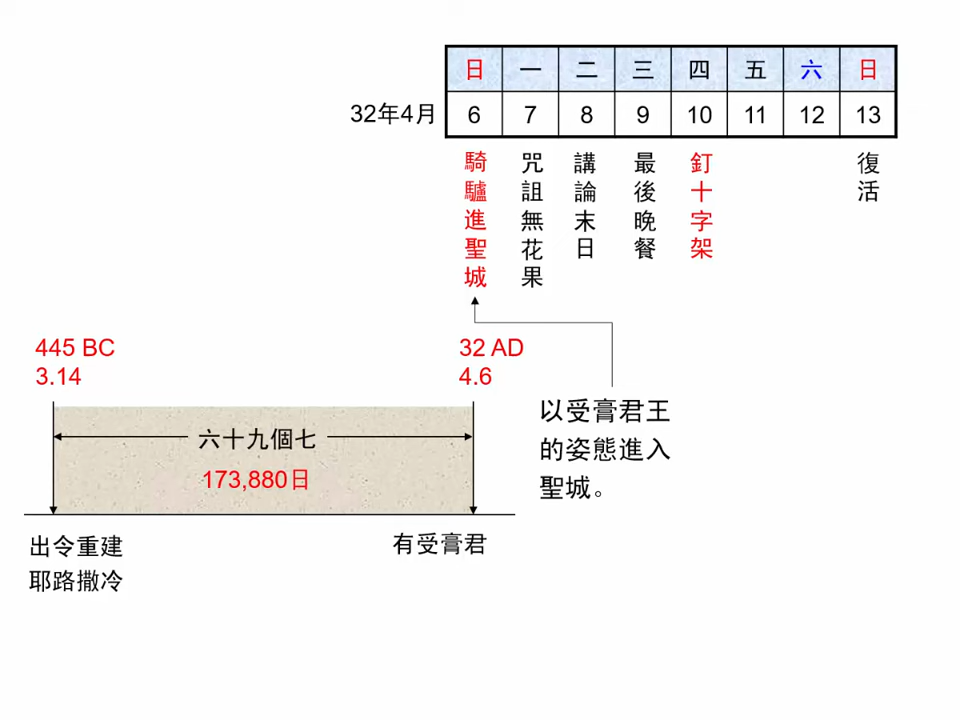 日 一 二 三 四 五 六 日
32年4月 6 7 8 9 10 11 12 13
騎驢進聖城
咒詛無花果
講論末日
最後晚餐
釘十字架
復活
445 BC
3.14
32 AD
4.6
六十九個七
173,880日
以受膏君王
的姿態進入
聖城。
出令重建
耶路撒冷
有受膏君